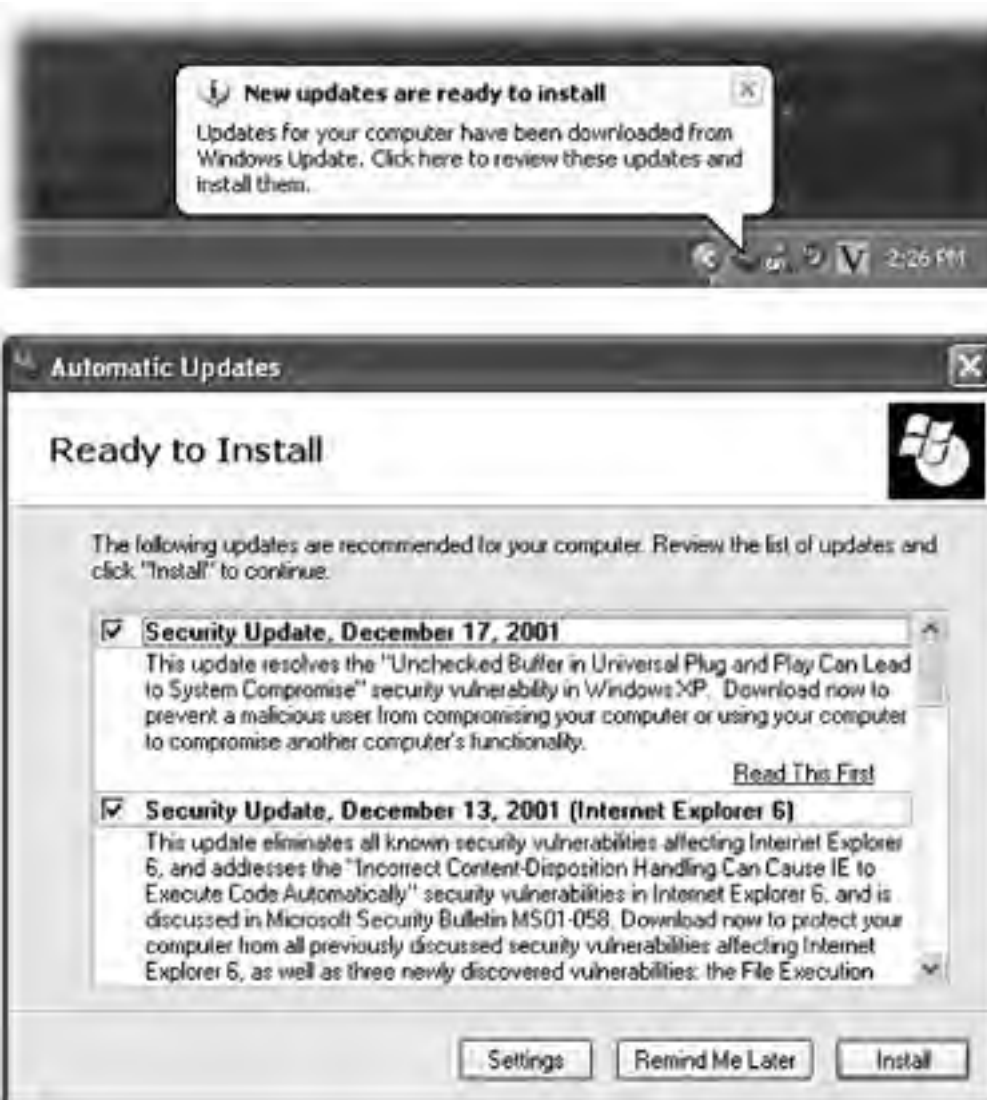 New updates are ready to install
Updates for your computer have been downloaded from
Windows Update. Click here to review these updates and
install them.
V 2:26 PM
Automatic Updates
Ready to Install
The following updates are recommended for your computer. Review the list of updates and
click "Install" to continue.
Security Update, December 17, 2001
This update resolves the "Unchecked Buffer in Universal Plug and Play Can Lead
to System Compromise" security vulnerability in Windows XP. Download now to
prevent a malicious user from compromising your computer or using your computer
to compromise another computer's functionality.
Read This First
Security Update, December 13, 2001 (Internet Explorer 6)
This update eliminates all known security vulnerabilities affecting Internet Explorer
6, and addresses the "Incorrect Content-Disposition Handling Can Cause IE to
Execute Code Automatically" security vulnerabilities in Internet Explorer 6, and is
discussed in Microsoft Security Bulletin MS01-058. Download now to protect your
computer from all previously discussed security vulnerabilities affecting Internet
Explorer 6, as well as three newly discovered vulnerabilities: the File Execution
Settings
Remind Me Later
Install